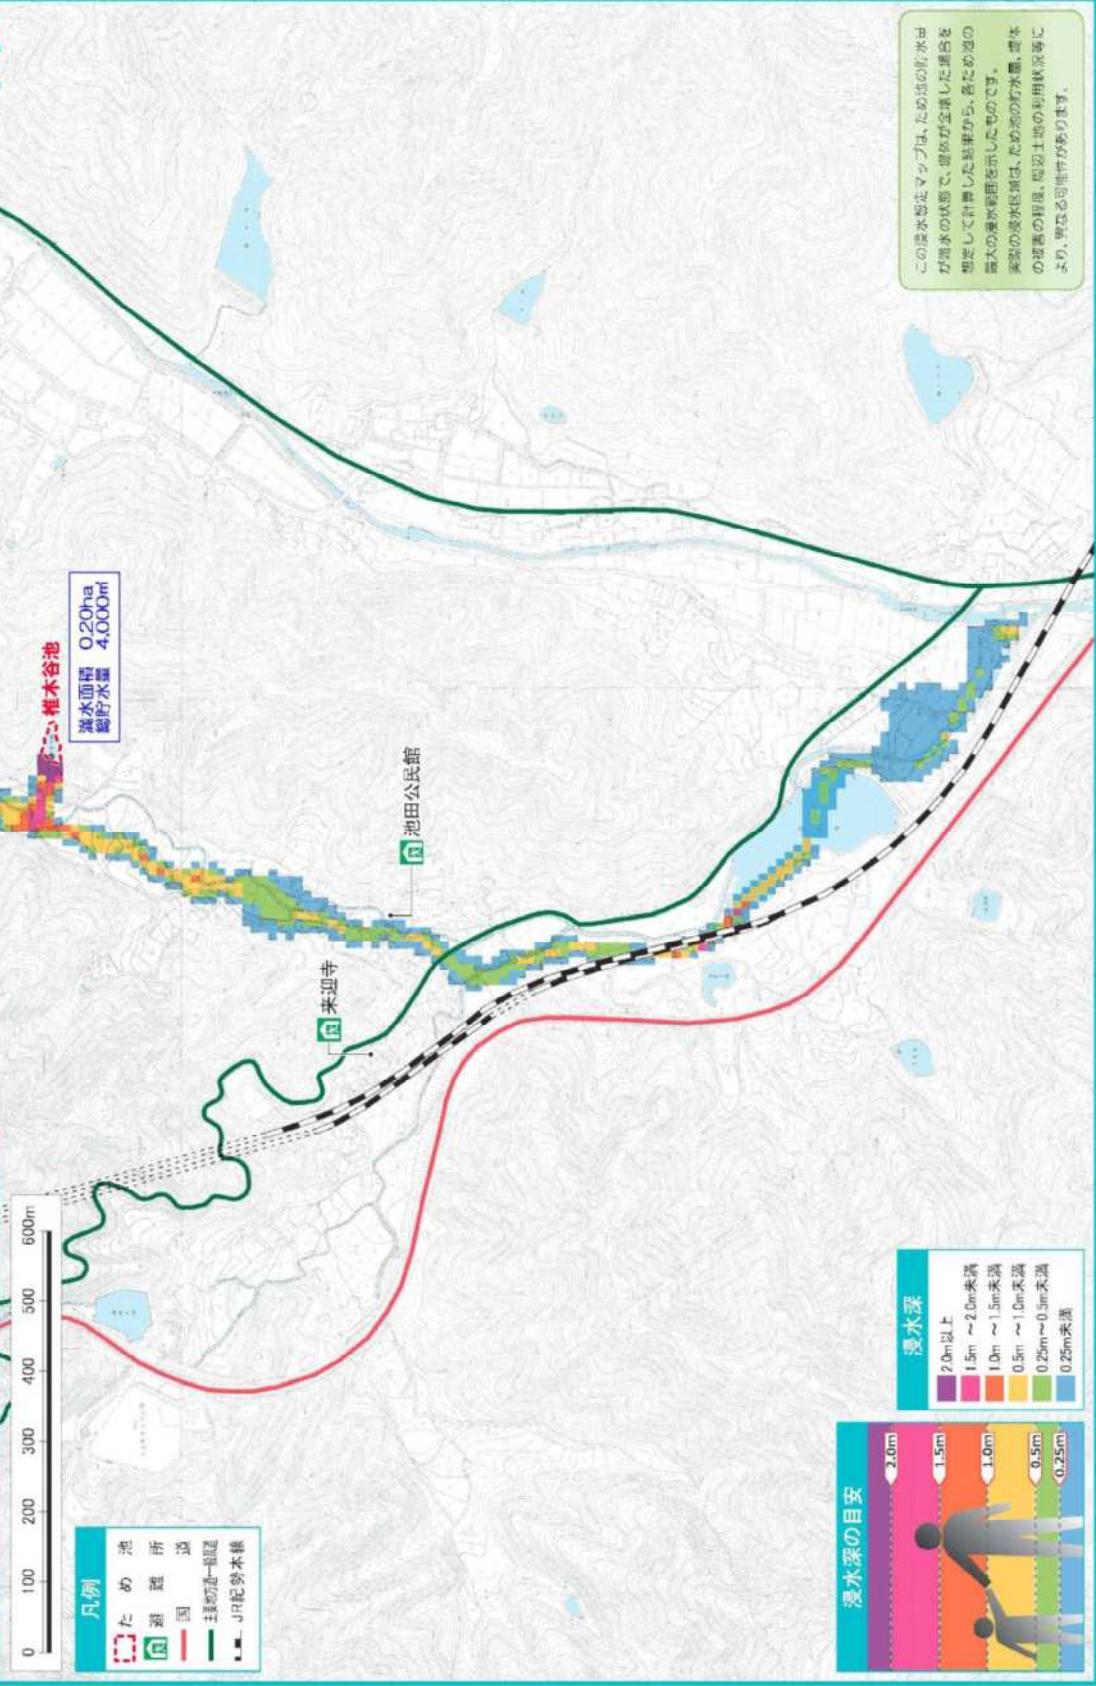 椎木谷池
満水面積 0.20ha
総貯水量 4,000㎥
池田公民館
来迎寺
0 100 200 300 400 500 600m
凡例
ため池
避難所
国道
主要地方道・一般県道
JR紀勢本線
浸水深の目安
2.0m
1.5m
1.0m
0.5m
0.25m
浸水深
2.0m以上
1.5m ～2.0m未満
1.0m ～1.5m未満
0.5m ～1.0m未満
0.25m～0.5m未満
0.25m未満
この浸水想定マップは、ため池の貯水量
が満水の状態で、堤体が全壊した場合を
想定して計算した結果から、各ため池の
最大の浸水範囲を示したものです。
実際の浸水区域は、ため池の貯水量、堤体
の被害の程度、周辺土地の利用状況等に
より、異なる可能性があります。